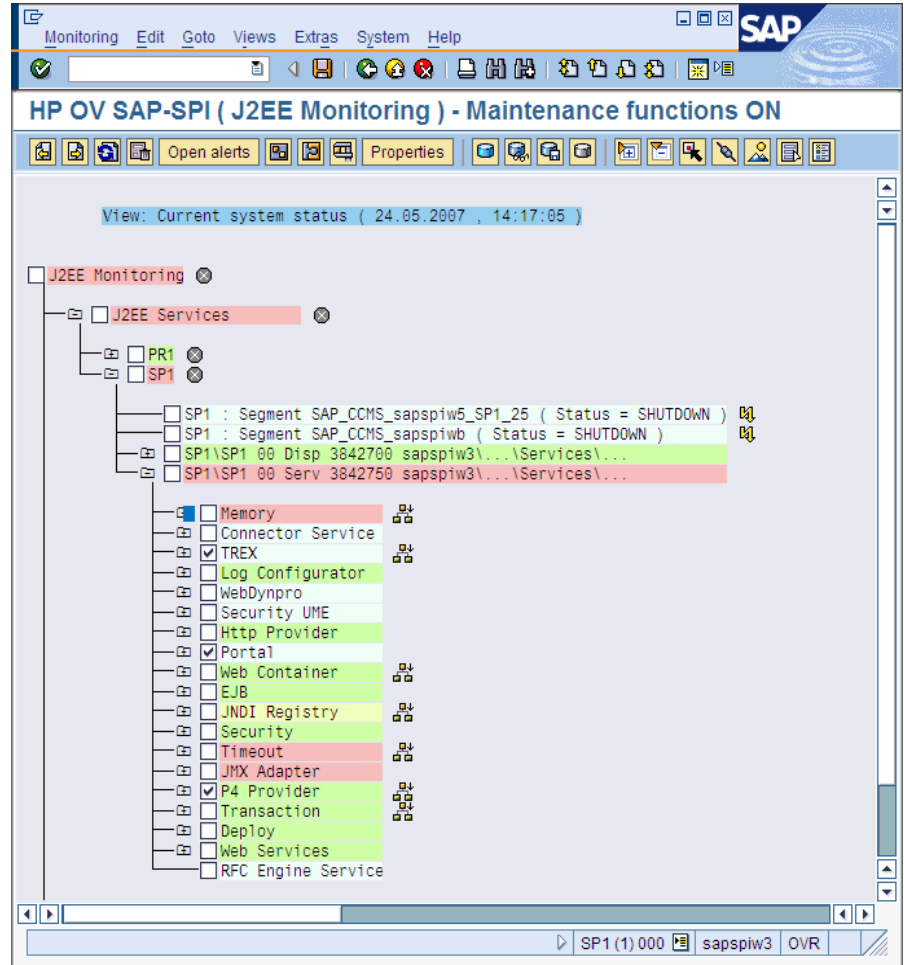 Monitoring Edit Goto Views Extras System Help
SAP
HP OV SAP-SPI ( J2EE Monitoring ) - Maintenance functions ON
Open alerts Properties
View: Current system status ( 24.05.2007 , 14:17:05 )
J2EE Monitoring
J2EE Services
PR1
SP1
SP1 : Segment SAP_CCMS_sapspiw5_SP1_25 ( Status = SHUTDOWN )
SP1 : Segment SAP_CCMS_sapspiwb ( Status = SHUTDOWN )
SP1\SP1 00 Disp 3842700 sapspiw3\...\Services\...
SP1\SP1 00 Serv 3842750 sapspiw3\...\Services\...
Memory
Connector Service
TREX
Log Configurator
WebDynpro
Security UME
Http Provider
Portal
Web Container
EJB
JNDI Registry
Security
Timeout
JMX Adapter
P4 Provider
Transaction
Deploy
Web Services
RFC Engine Service
SP1 (1) 000 sapspiw3 OVR